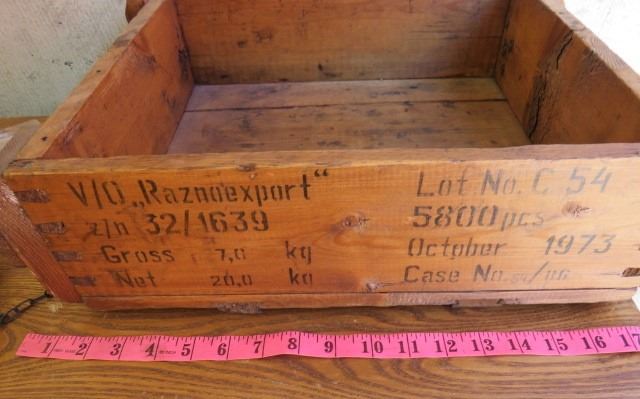 V/O „Raznoexport“
z/n 32/1639
Gross 7,0 kg
Net 20,0 kg
Lot No. C 54
5800 pcs
October 1973
Case No.
1 2 3 4 5 6 7 8 9 10 11 12 13 14 15 16 17